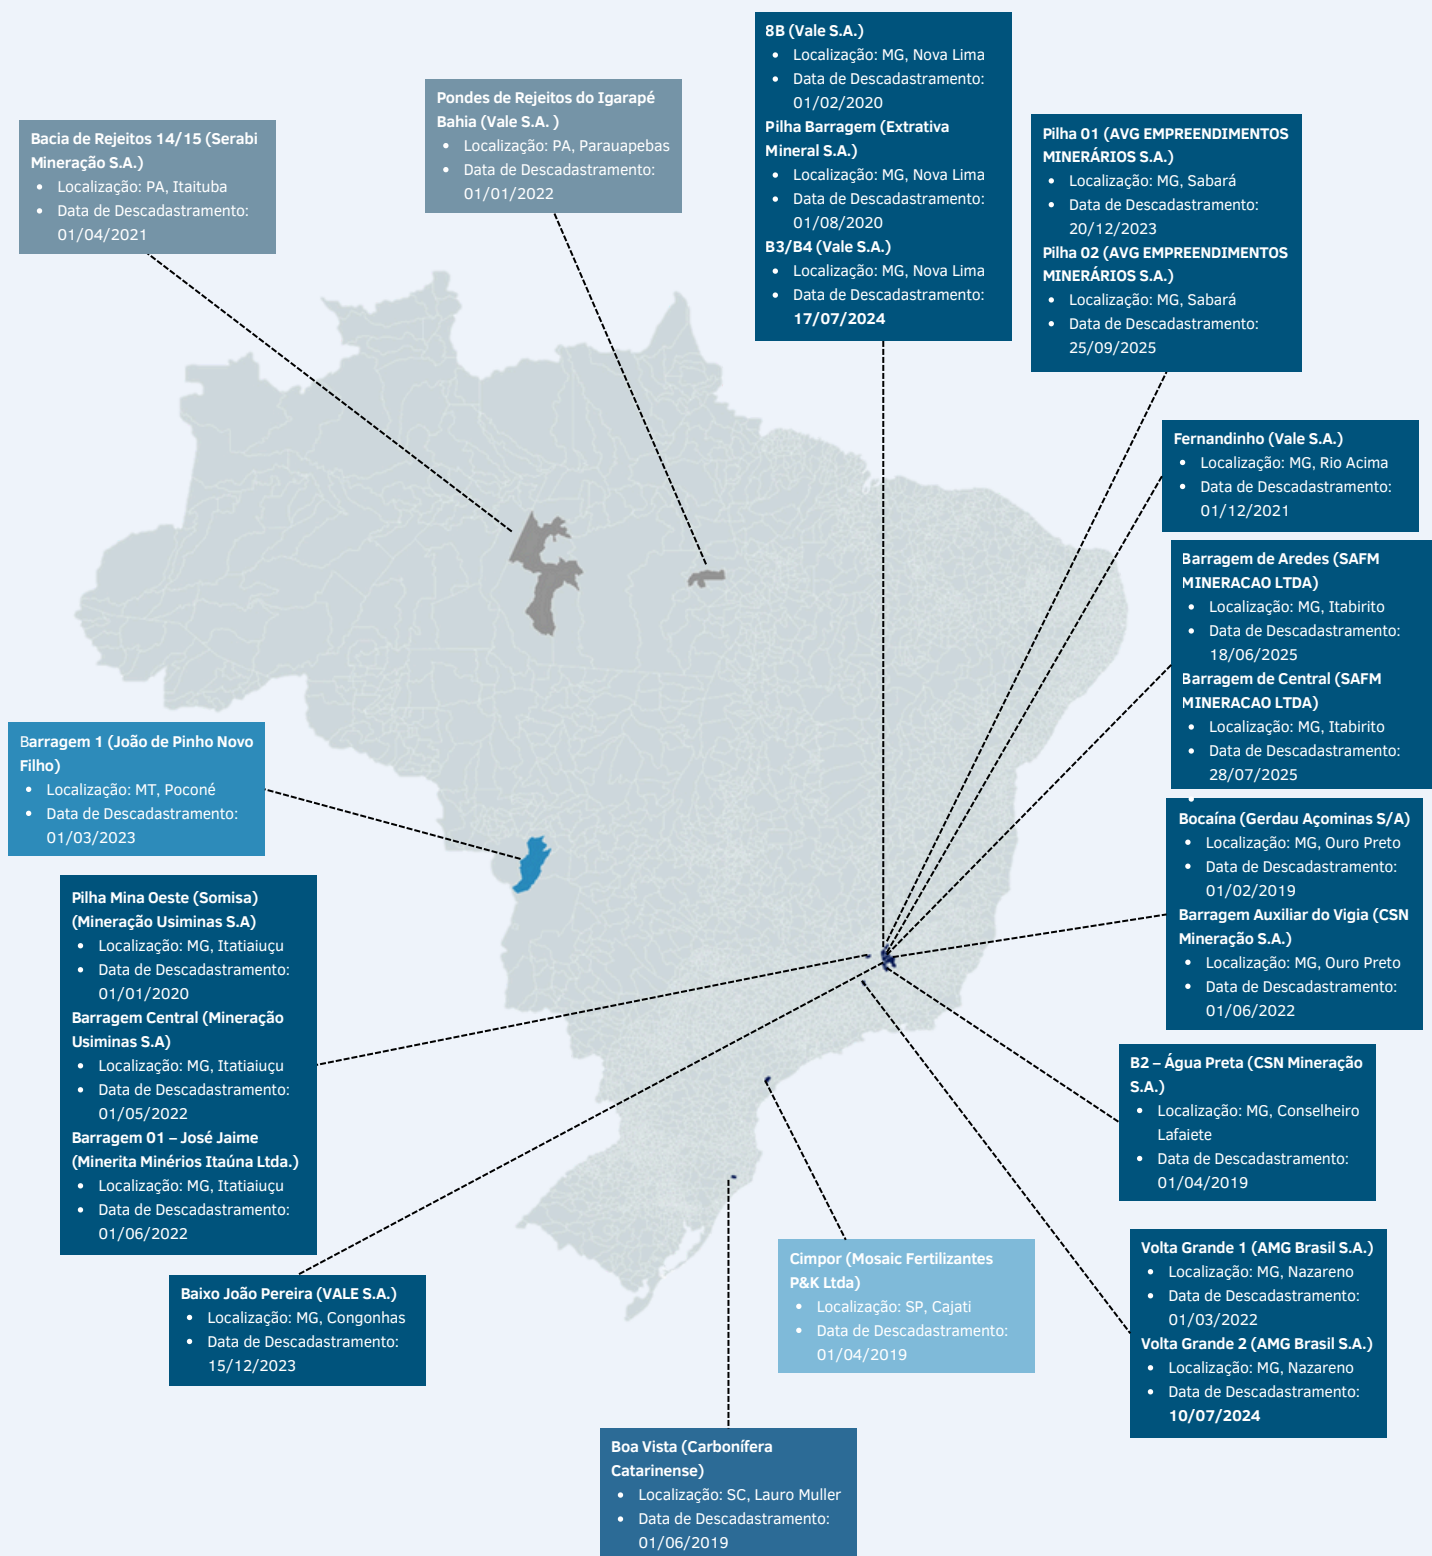 8B (Vale S.A.)
• Localização: MG, Nova Lima
• Data de Descadastramento:
01/02/2020
Pilha Barragem (Extrativa
Mineral S.A.)
• Localização: MG, Nova Lima
• Data de Descadastramento:
01/08/2020
B3/B4 (Vale S.A.)
• Localização: MG, Nova Lima
• Data de Descadastramento:
17/07/2024
Pondes de Rejeitos do Igarapé
Bahia (Vale S.A. )
• Localização: PA, Parauapebas
• Data de Descadastramento:
01/01/2022
Bacia de Rejeitos 14/15 (Serabi
Mineração S.A.)
• Localização: PA, Itaituba
• Data de Descadastramento:
01/04/2021
Pilha 01 (AVG EMPREENDIMENTOS
MINERÁRIOS S.A.)
• Localização: MG, Sabará
• Data de Descadastramento:
20/12/2023
Pilha 02 (AVG EMPREENDIMENTOS
MINERÁRIOS S.A.)
• Localização: MG, Sabará
• Data de Descadastramento:
25/09/2025
Fernandinho (Vale S.A.)
• Localização: MG, Rio Acima
• Data de Descadastramento:
01/12/2021
Barragem de Aredes (SAFM
MINERACAO LTDA)
• Localização: MG, Itabirito
• Data de Descadastramento:
18/06/2025
Barragem de Central (SAFM
MINERACAO LTDA)
• Localização: MG, Itabirito
• Data de Descadastramento:
28/07/2025
Barragem 1 (João de Pinho Novo
Filho)
• Localização: MT, Poconé
• Data de Descadastramento:
01/03/2023
Bocaína (Gerdau Açominas S/A)
• Localização: MG, Ouro Preto
• Data de Descadastramento:
01/02/2019
Barragem Auxiliar do Vigia (CSN
Mineração S.A.)
• Localização: MG, Ouro Preto
• Data de Descadastramento:
01/06/2022
Pilha Mina Oeste (Somisa)
(Mineração Usiminas S.A)
• Localização: MG, Itatiaiuçu
• Data de Descadastramento:
01/01/2020
Barragem Central (Mineração
Usiminas S.A)
• Localização: MG, Itatiaiuçu
• Data de Descadastramento:
01/05/2022
Barragem 01 – José Jaime
(Minerita Minérios Itaúna Ltda.)
• Localização: MG, Itatiaiuçu
• Data de Descadastramento:
01/06/2022
B2 – Água Preta (CSN Mineração
S.A.)
• Localização: MG, Conselheiro
Lafaiete
• Data de Descadastramento:
01/04/2019
Volta Grande 1 (AMG Brasil S.A.)
• Localização: MG, Nazareno
• Data de Descadastramento:
01/03/2022
Volta Grande 2 (AMG Brasil S.A.)
• Localização: MG, Nazareno
• Data de Descadastramento:
10/07/2024
Cimpor (Mosaic Fertilizantes
P&K Ltda)
• Localização: SP, Cajati
• Data de Descadastramento:
01/04/2019
Baixo João Pereira (VALE S.A.)
• Localização: MG, Congonhas
• Data de Descadastramento:
15/12/2023
Boa Vista (Carbonífera
Catarinense)
• Localização: SC, Lauro Muller
• Data de Descadastramento:
01/06/2019